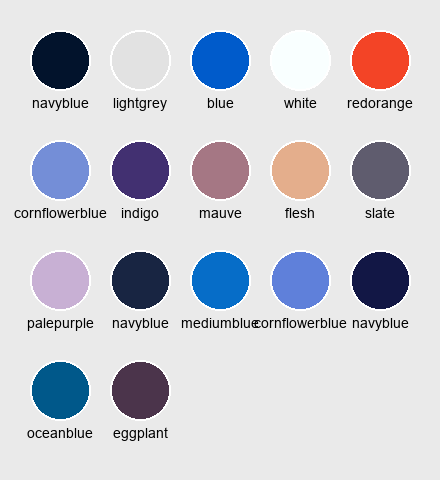 navyblue lightgrey blue white redorange
cornflowerblue indigo mauve flesh slate
palepurple navyblue mediumblue cornflowerblue navyblue
oceanblue eggplant